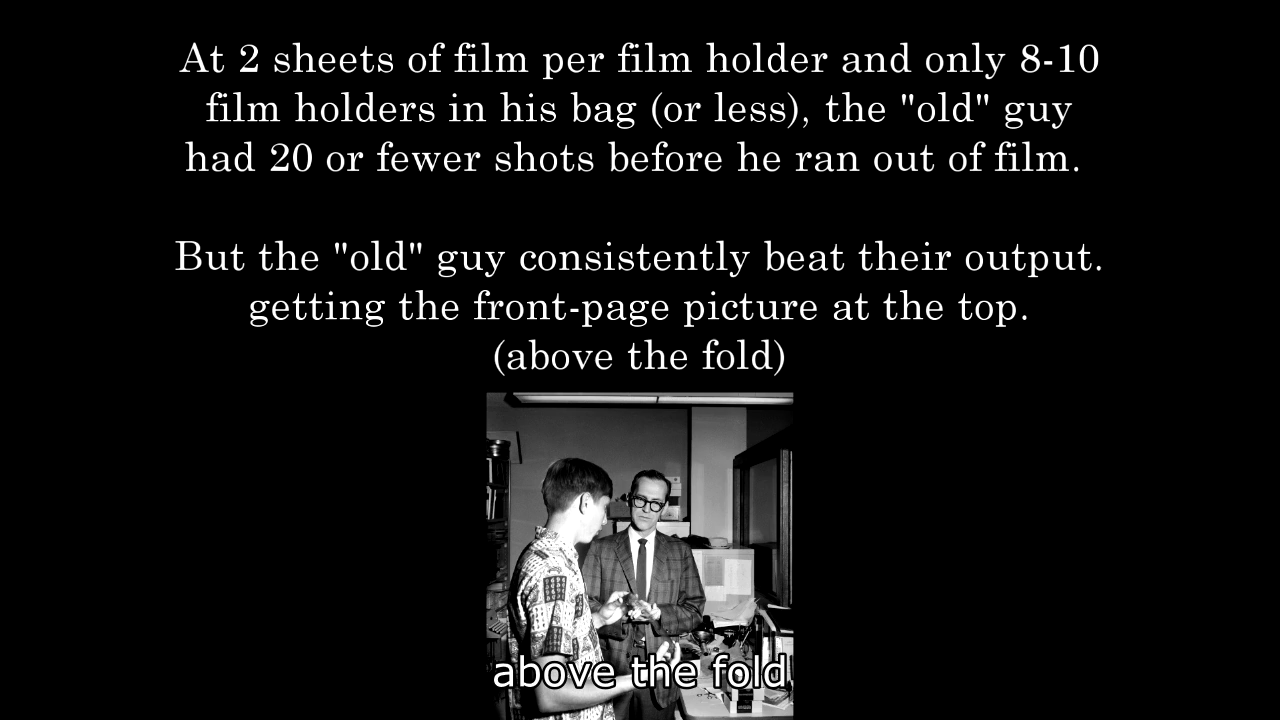 At 2 sheets of film per film holder and only 8-10
film holders in his bag (or less), the "old" guy
had 20 or fewer shots before he ran out of film.
But the "old" guy consistently beat their output.
getting the front-page picture at the top.
(above the fold)
above the fold